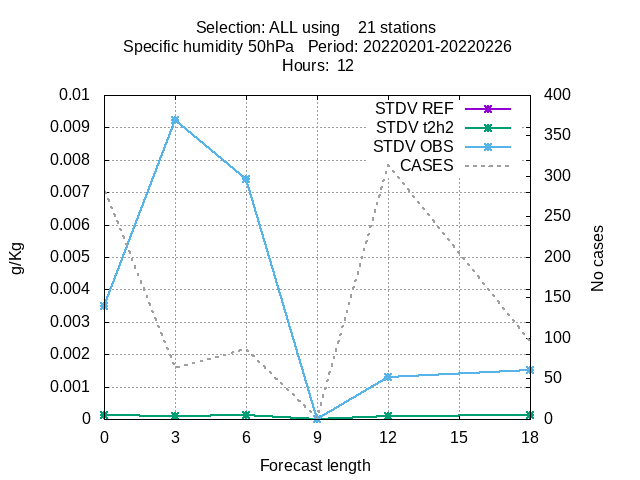 Selection: ALL using    21 stations
Specific humidity 50hPa   Period: 20220201-20220226
Hours:  12
0.01
0.009
0.008
0.007
0.006
0.005
0.004
0.003
0.002
0.001
0
g/Kg
STDV REF
STDV t2h2
STDV OBS
CASES
400
350
300
250
200
150
100
50
0
No cases
0 3 6 9 12 15 18
Forecast length